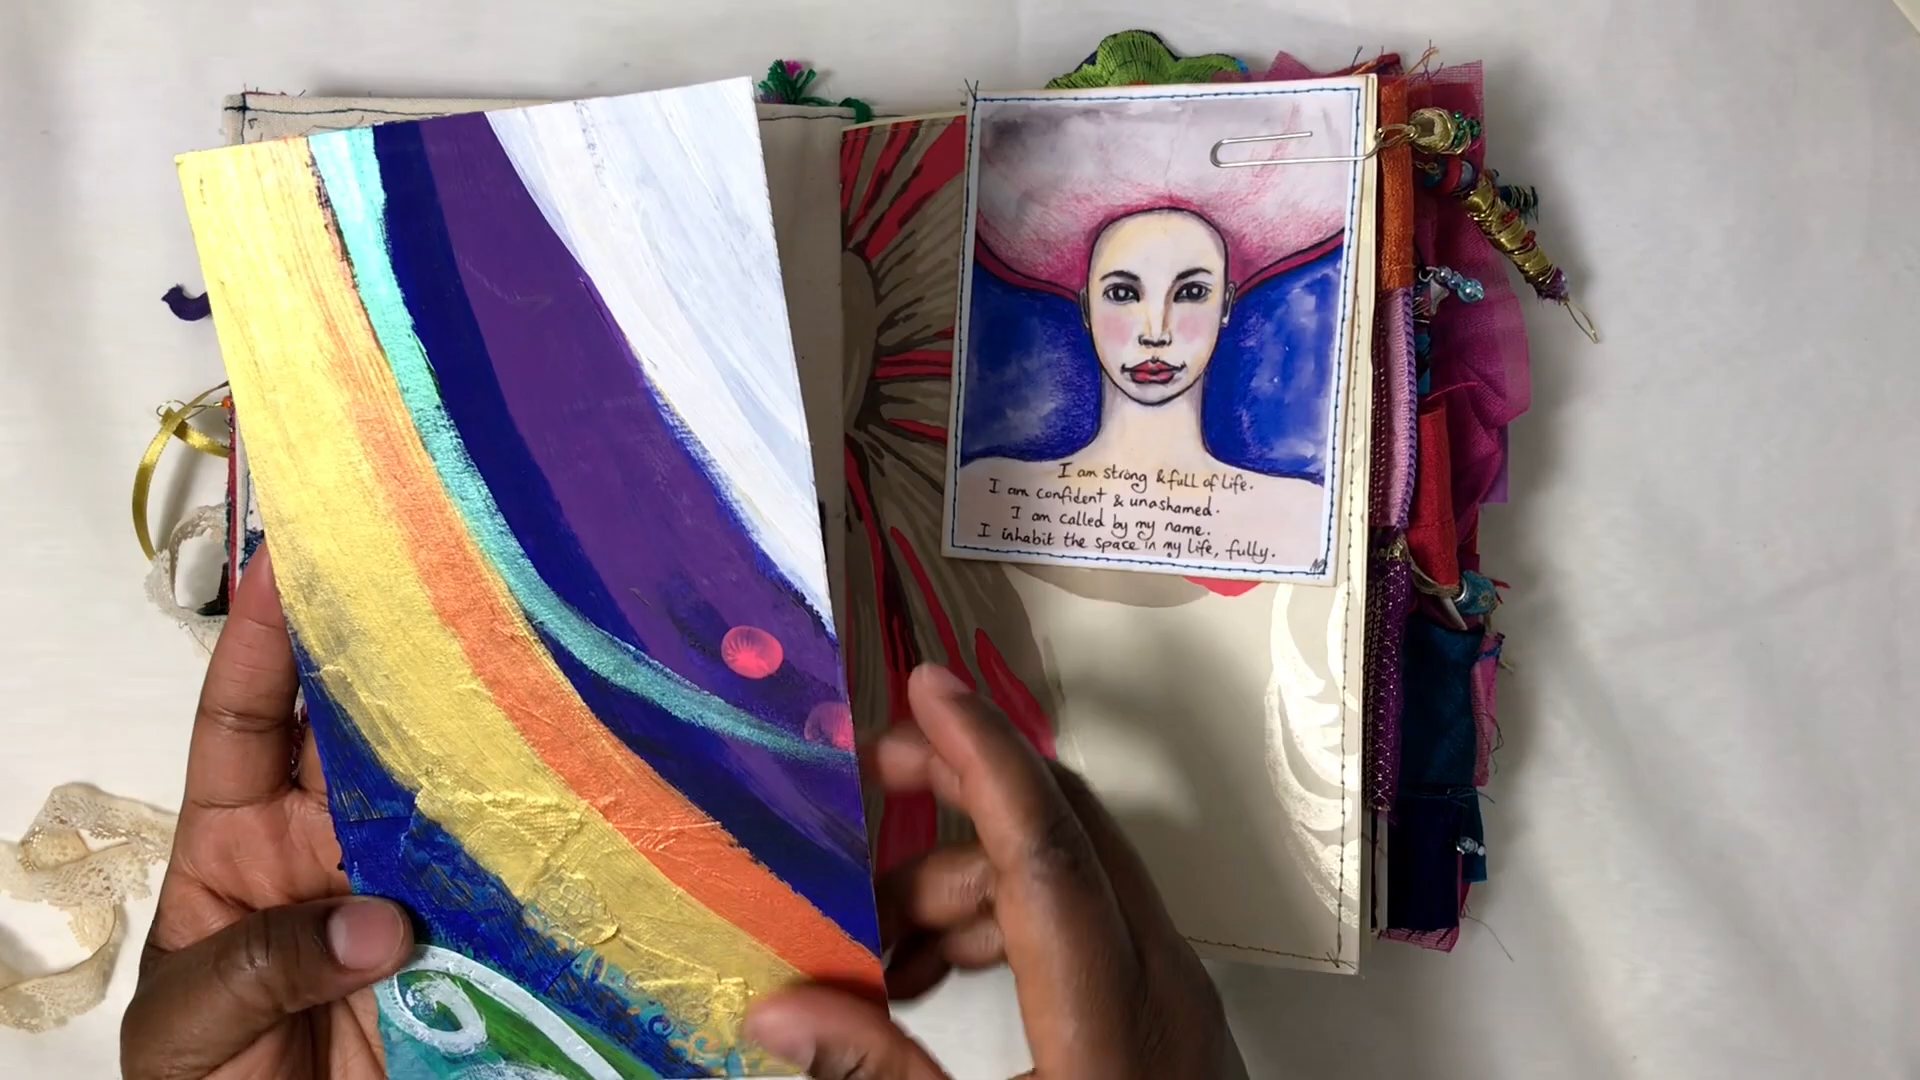 I am strong & full of life.
I am confident & unashamed.
I am called by my name.
I inhabit the space in my life, fully.